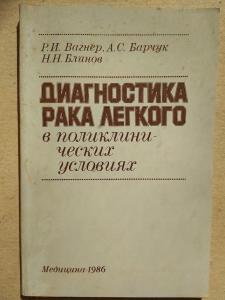 Р.И. Вагнер, А.С. Барчук
Н.Н. Блинов
ДИАГНОСТИКА
РАКА ЛЕГКОГО
в поликлини-
ческих
условиях
Медицина·1986